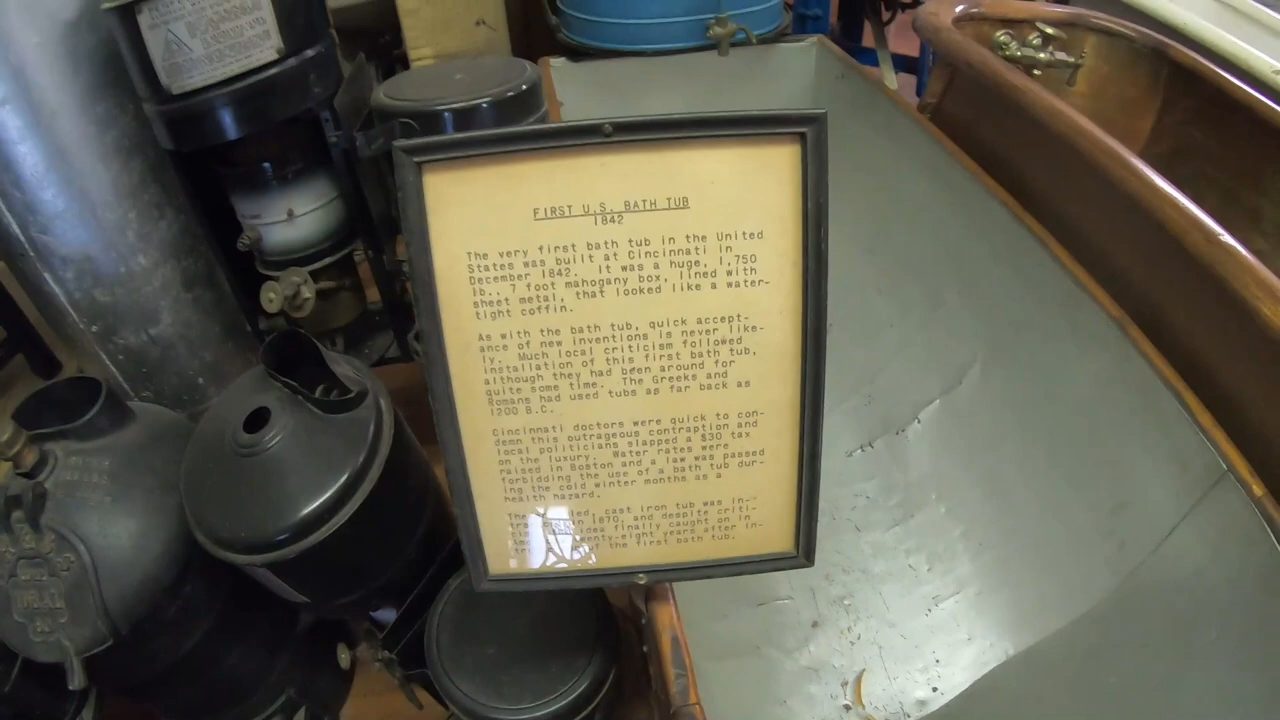 FIRST U.S. BATH TUB
1842
The very first bath tub in the United
States was built at Cincinnati in
December 1842. It was a huge, 1,750
lb., 7 foot mahogany box, lined with
sheet metal, that looked like a water-
tight coffin.
As with the bath tub, quick accept-
ance of new inventions is never like-
ly. Much local criticism followed
installation of this first bath tub,
although they had been around for
quite some time. The Greeks and
Romans had used tubs as far back as
1200 B.C.
Cincinnati doctors were quick to con-
demn this outrageous contraption and
local politicians slapped a $30 tax
on the luxury. Water rates were
raised in Boston and a law was passed
forbidding the use of a bath tub dur-
ing the cold winter months as a
health hazard.
cast iron tub was in-
in 1870, and despite criti-
idea finally caught on in
twenty-eight years after in-
of the first bath tub.
IDEAL